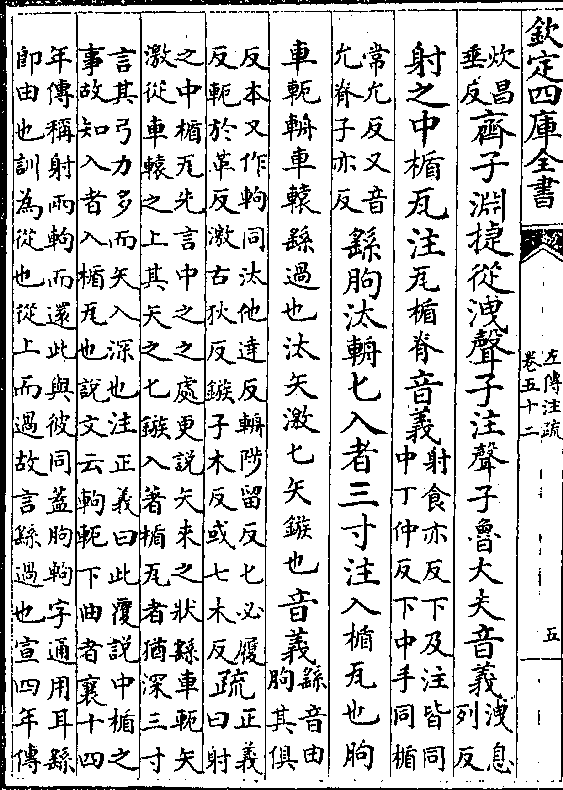 欽定四庫全書
左傳注疏
卷五十二
五
炊昌
垂反
齊子淵捷從洩聲子注聲子魯大夫音義
洩息
列反
射之中楯瓦注瓦楯脊音義
射食亦反下及注皆同
中丁仲反下中手同楯
常允反又音
允脊子亦反
繇朐汰輈匕入者三寸注入楯瓦也朐
車軛輈車轅繇過也汰矢激匕矢鏃也音義
繇音由
朐其俱
反本又作軥同汰他達反輈陟留反匕必履
反軛於革反激古狄反鏃子木反或七木反
疏
正義
曰射
之中楯瓦先言中之之處更說矢来之狀繇車軛矢
激從車轅之上其矢之匕鏃入著楯瓦者猶深三寸
言其弓力多而矢入深也注正義曰此覆說中楯之
事故知入者入楯瓦也說文云軥軛下曲者襄十四
年傳稱射兩軥而還此與彼同蓋朐軥字通用耳繇
即由也訓為從也從上而過故言繇過也宣四年傳